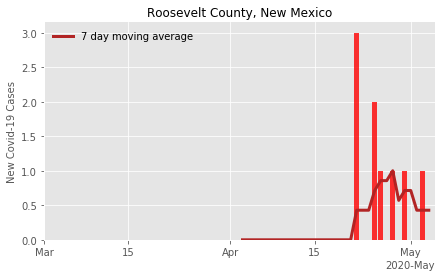 Roosevelt County, New Mexico
7 day moving average
New Covid-19 Cases
3.0
2.5
2.0
1.5
1.0
0.5
0.0
Mar 15 Apr 15 May
2020-May